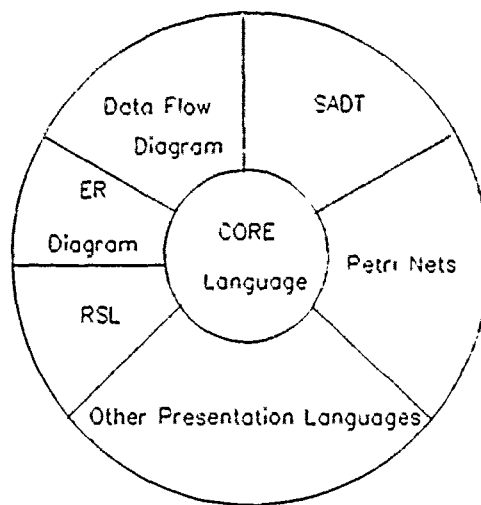 Data Flow
Diagram
SADT
ER
Diagram
CORE
Language
Petri Nets
RSL
Other Presentation Languages